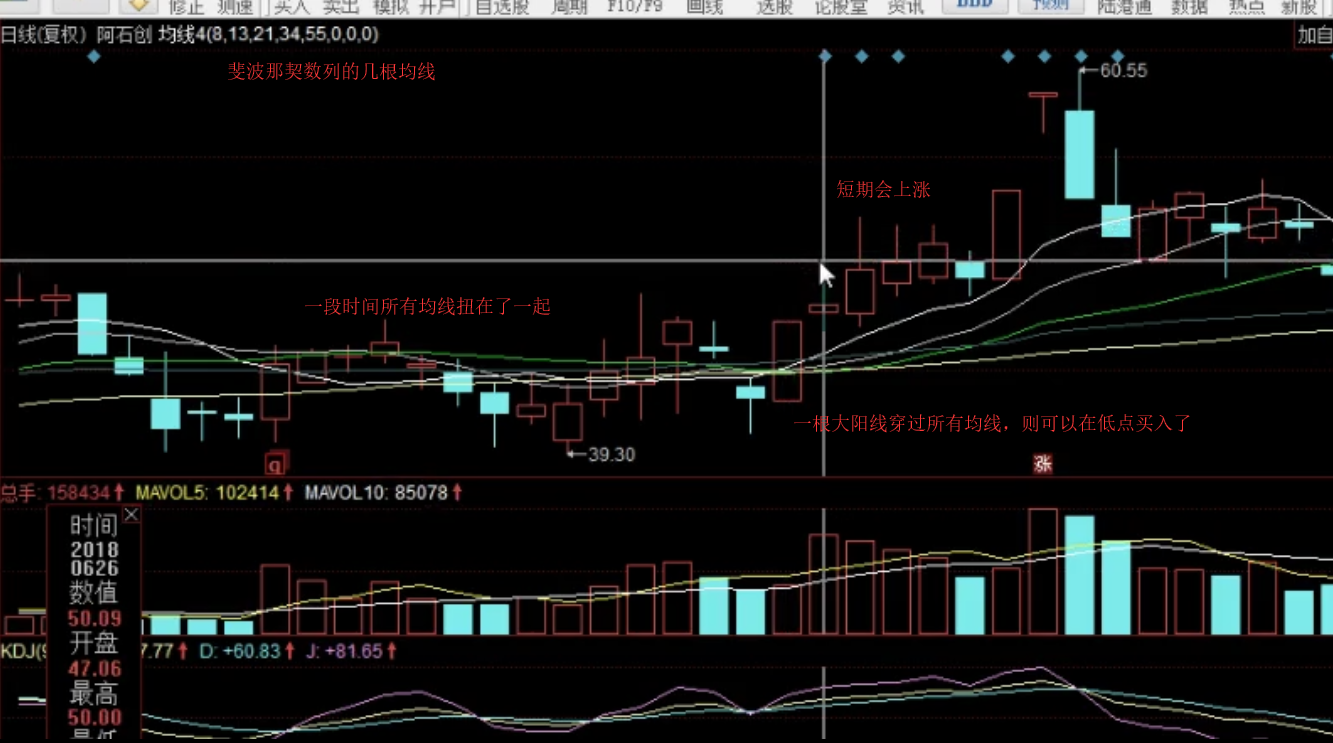 修正 测速 买入 卖出 模拟 开户 自选股 周期 F10/F9 画线 选股 论股堂 资讯 BBD 预测 陆港通 数据 热点 新股
日线(复权) 阿石创 均线4(8,13,21,34,55,0,0,0) 加自
斐波那契数列的几根均线
60.55
短期会上涨
一段时间所有均线扭在了一起
一根大阳线穿过所有均线，则可以在低点买入了
39.30
q 涨
总手: 158434↑ MAVOL5: 102414↑ MAVOL10: 85078↑
时间
2018
0626
数值
50.09
开盘
47.06
最高
50.00
最低
KDJ(9 7.77↑ D: +60.83↑ J: +81.65↑